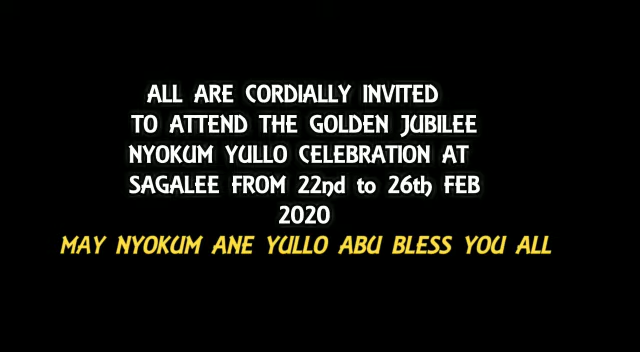 ALL ARE CORDIALLY INVITED
TO ATTEND THE GOLDEN JUBILEE
NYOKUM YULLO CELEBRATION AT
SAGALEE FROM 22nd to 26th FEB
2020
MAY NYOKUM ANE YULLO ABU BLESS YOU ALL